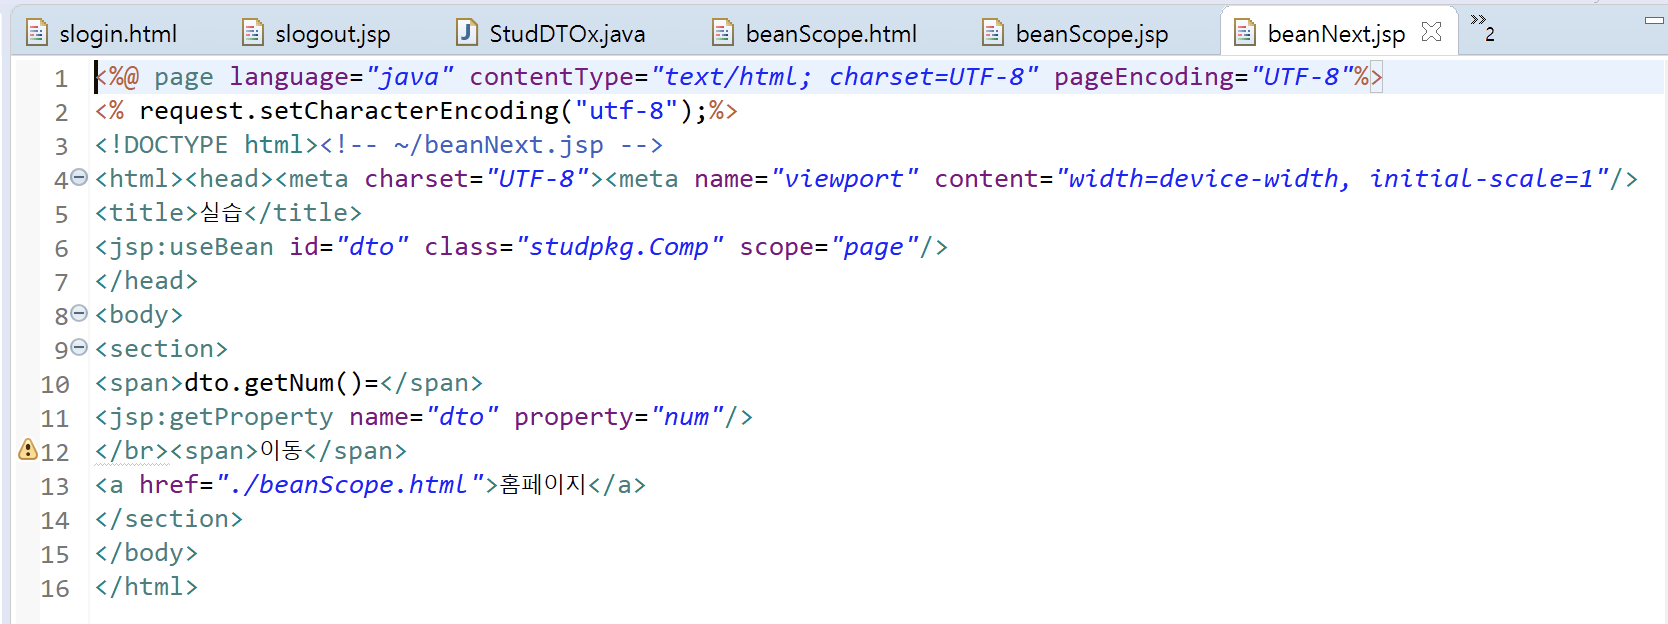 slogin.html slogout.jsp StudDTOx.java beanScope.html beanScope.jsp beanNext.jsp »2
1 <%@ page language="java" contentType="text/html; charset=UTF-8" pageEncoding="UTF-8"%>
2 <% request.setCharacterEncoding("utf-8");%>
3 <!DOCTYPE html><!-- ~/beanNext.jsp -->
4 <html><head><meta charset="UTF-8"><meta name="viewport" content="width=device-width, initial-scale=1"/>
5 <title>실습</title>
6 <jsp:useBean id="dto" class="studpkg.Comp" scope="page"/>
7 </head>
8 <body>
9 <section>
10 <span>dto.getNum()=</span>
11 <jsp:getProperty name="dto" property="num"/>
12 </br><span>이동</span>
13 <a href="./beanScope.html">홈페이지</a>
14 </section>
15 </body>
16 </html>